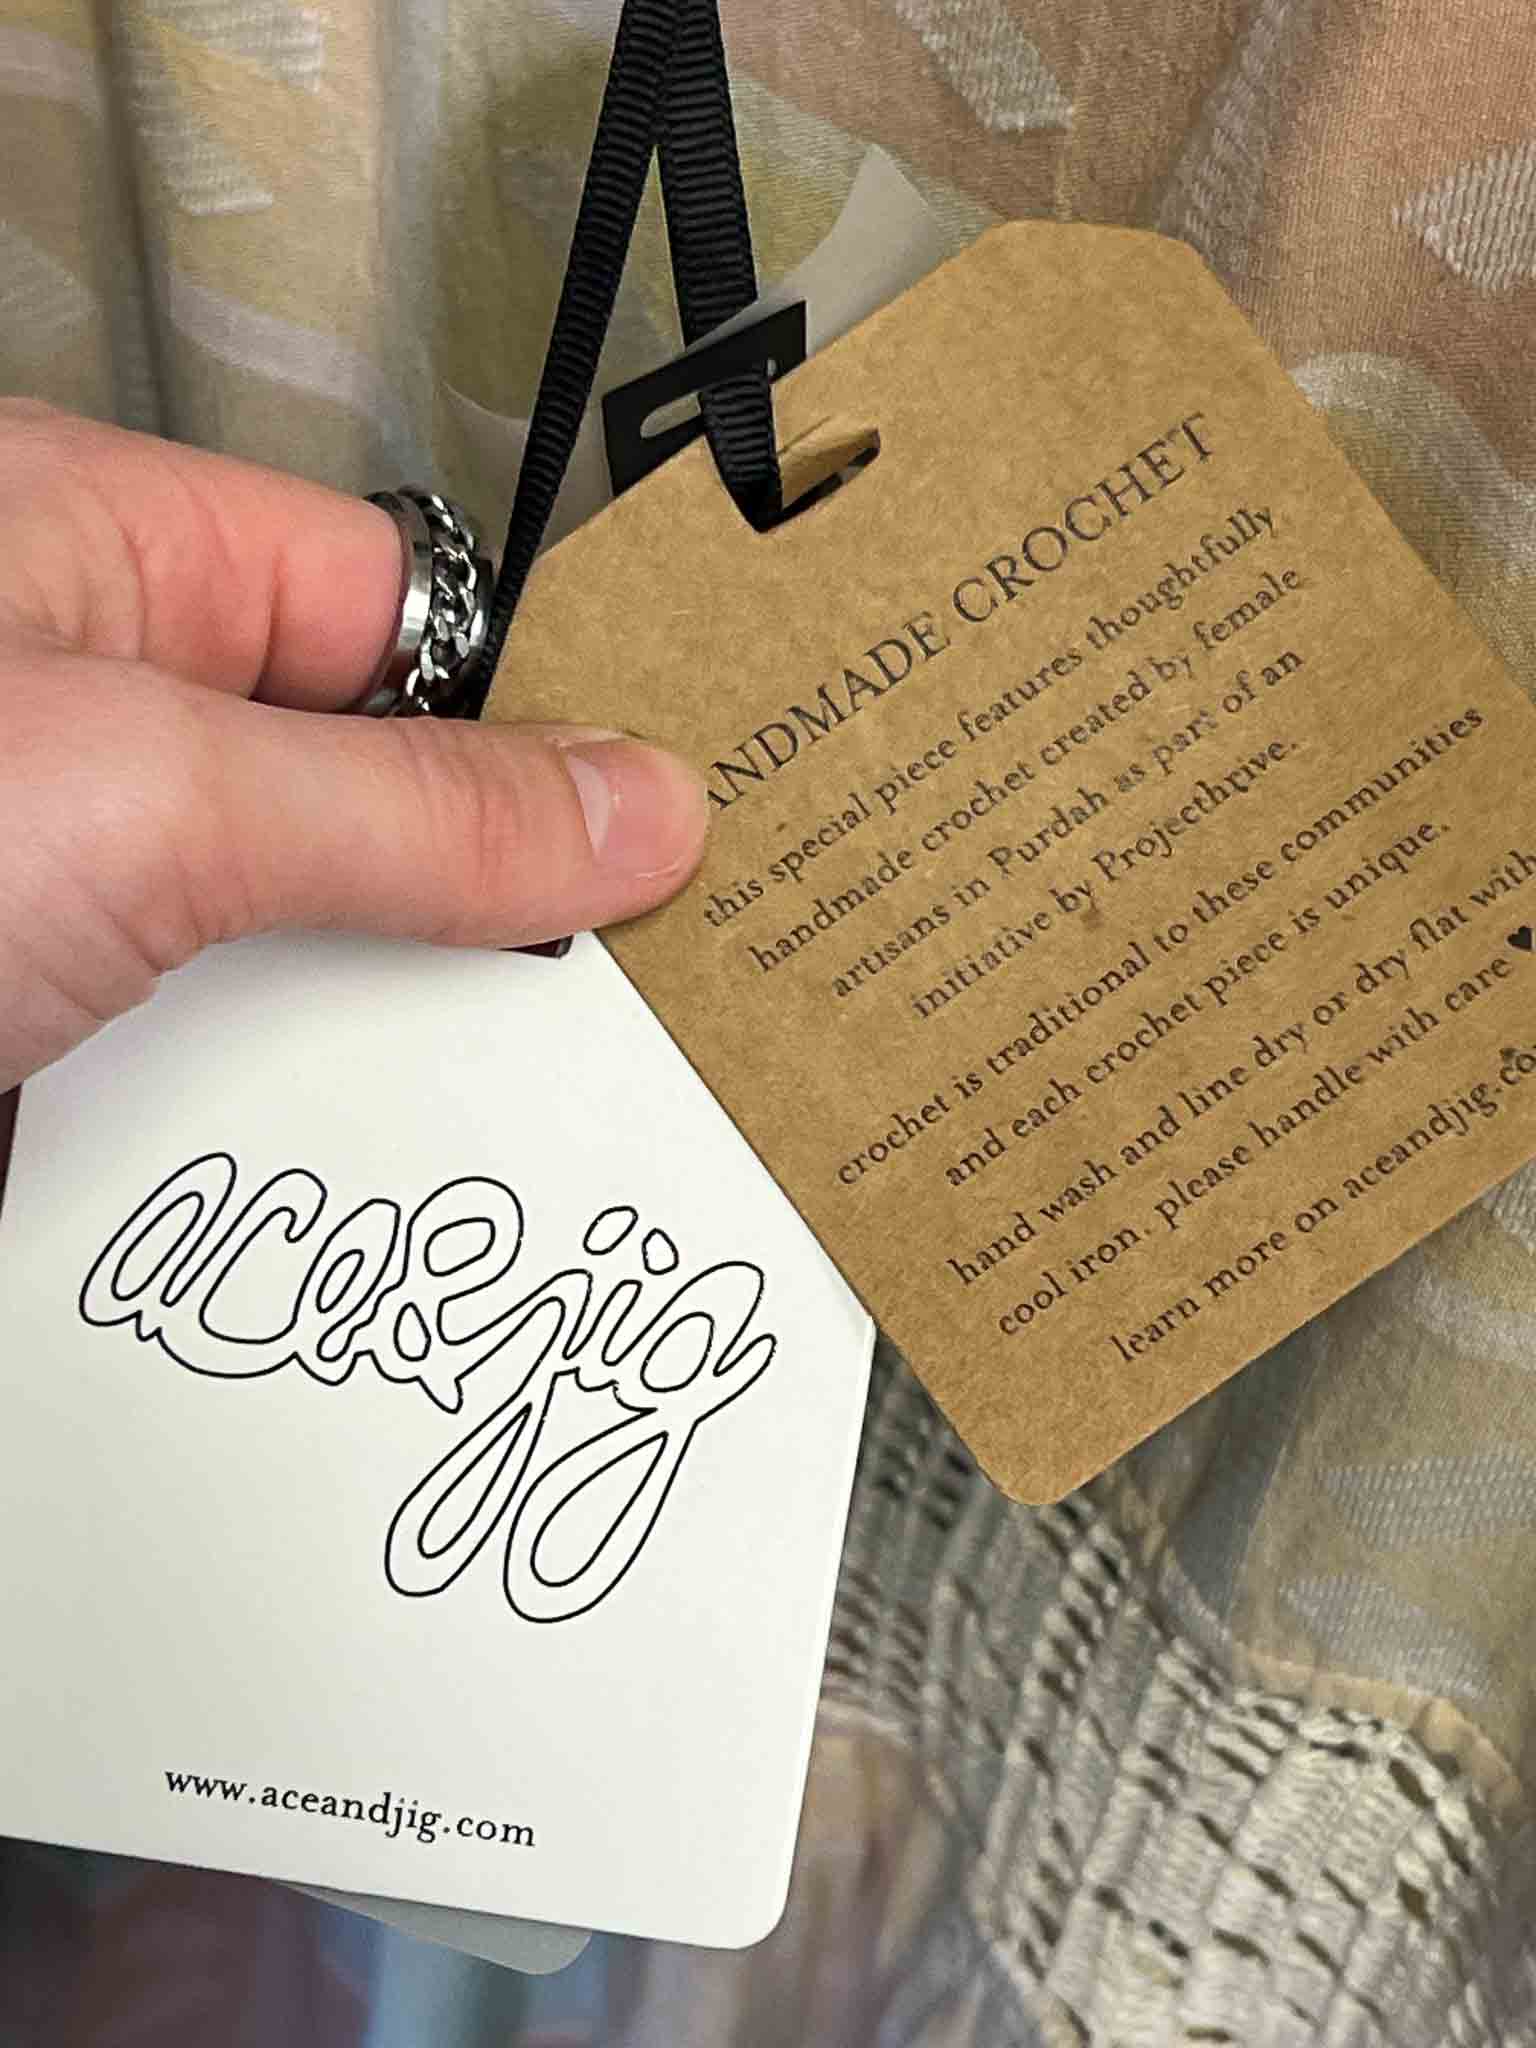 HANDMADE CROCHET
this special piece features thoughtfully
handmade crochet created by female
artisans in Purdah as part of an
initiative by Projecthrive.
crochet is traditional to these communities
and each crochet piece is unique.
hand wash and line dry or dry flat with
cool iron. please handle with care ♥
learn more on aceandjig.co
ace&jig
www.aceandjig.com